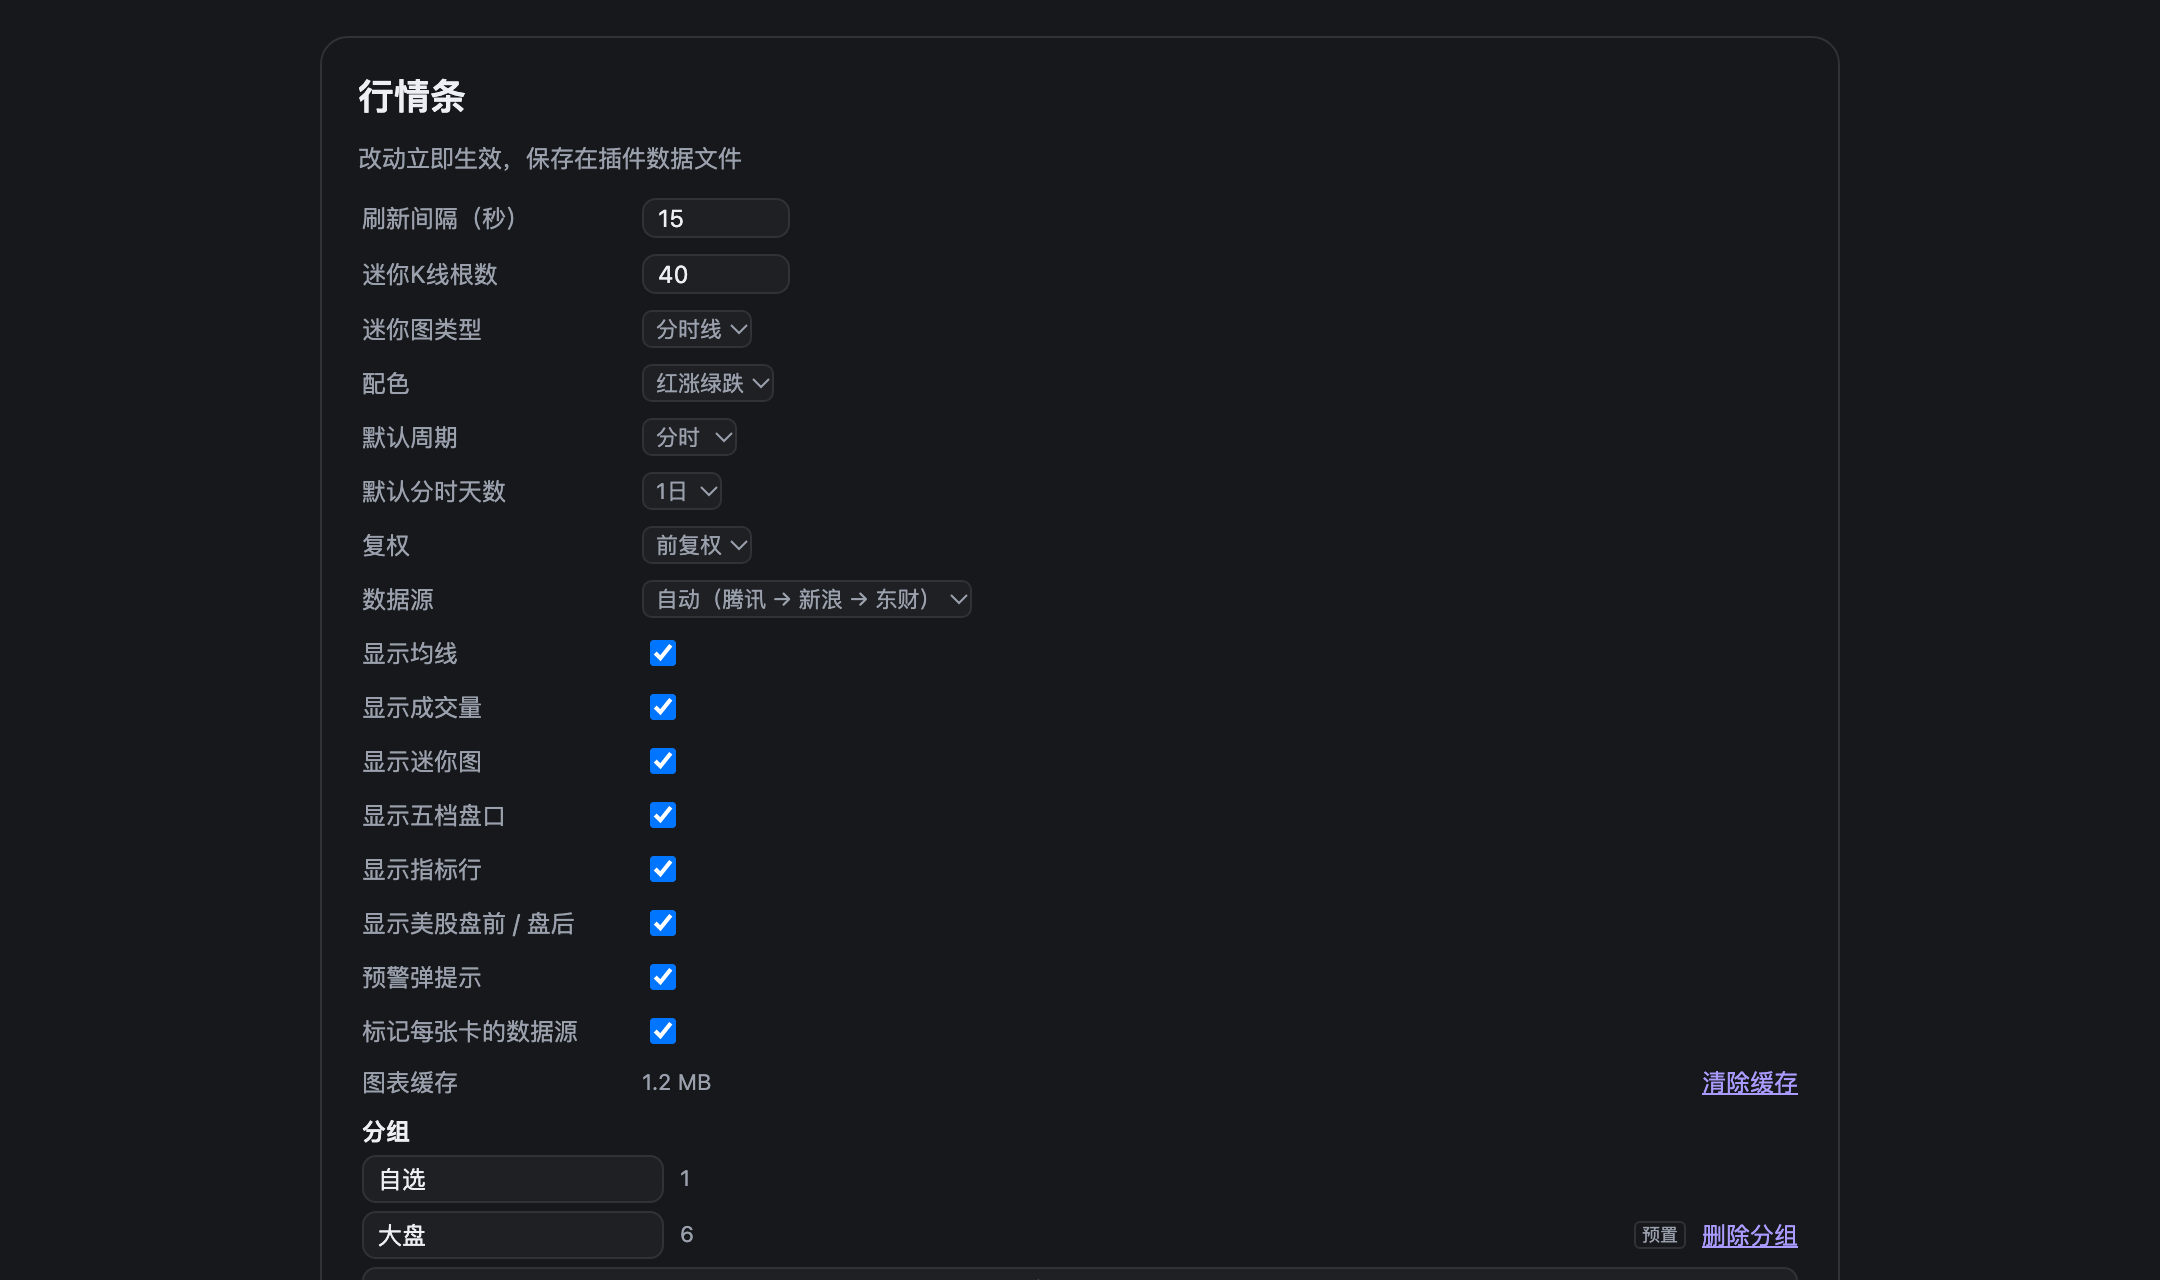 行情条
改动立即生效，保存在插件数据文件
刷新间隔（秒） 15
迷你K线根数 40
迷你图类型 分时线
配色 红涨绿跌
默认周期 分时
默认分时天数 1日
复权 前复权
数据源 自动（腾讯 → 新浪 → 东财）
显示均线
显示成交量
显示迷你图
显示五档盘口
显示指标行
显示美股盘前 / 盘后
预警弹提示
标记每张卡的数据源
图表缓存 1.2 MB 清除缓存
分组
自选 1
大盘 6 预置 删除分组